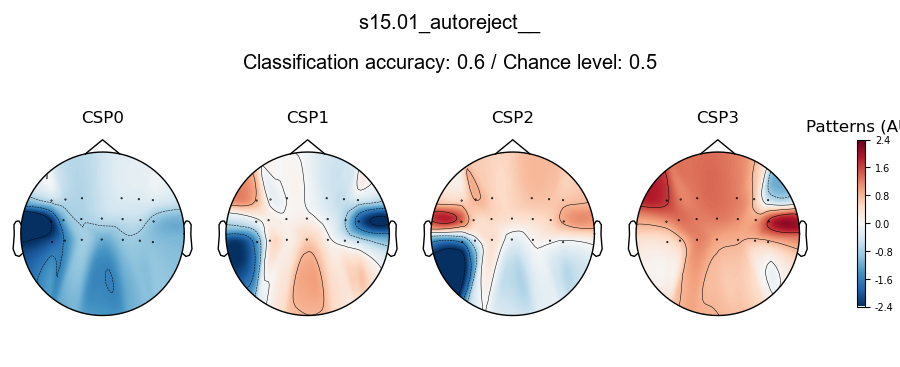 s15.01_autoreject__
Classification accuracy: 0.6 / Chance level: 0.5
CSP0 CSP1 CSP2 CSP3
Patterns (AU
2.4
1.6
0.8
0.0
-0.8
-1.6
-2.4